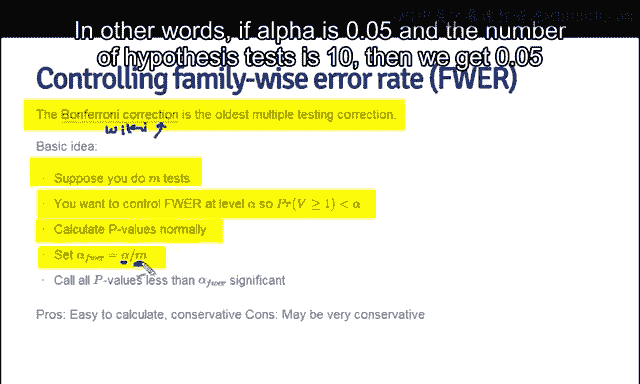 In other words, if alpha is 0.05 and the number
of hypothesis tests is 10, then we get 0.05
Controlling family-wise error rate (FWER)
The Bonferroni correction is the oldest multiple testing correction.
wiki
Basic idea:
· Suppose you do m tests
· You want to control FWER at level α so Pr(V ≥ 1) < α
· Calculate P-values normally
· Set α_fwer = α/m
· Call all P-values less than α_fwer significant
Pros: Easy to calculate, conservative Cons: May be very conservative